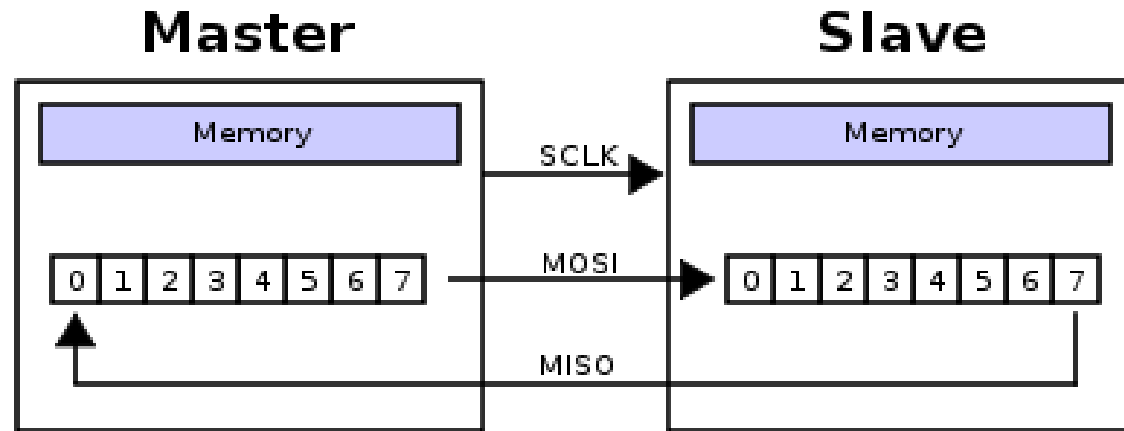 Master Slave
Memory Memory
SCLK
0 1 2 3 4 5 6 7 MOSI 0 1 2 3 4 5 6 7
MISO